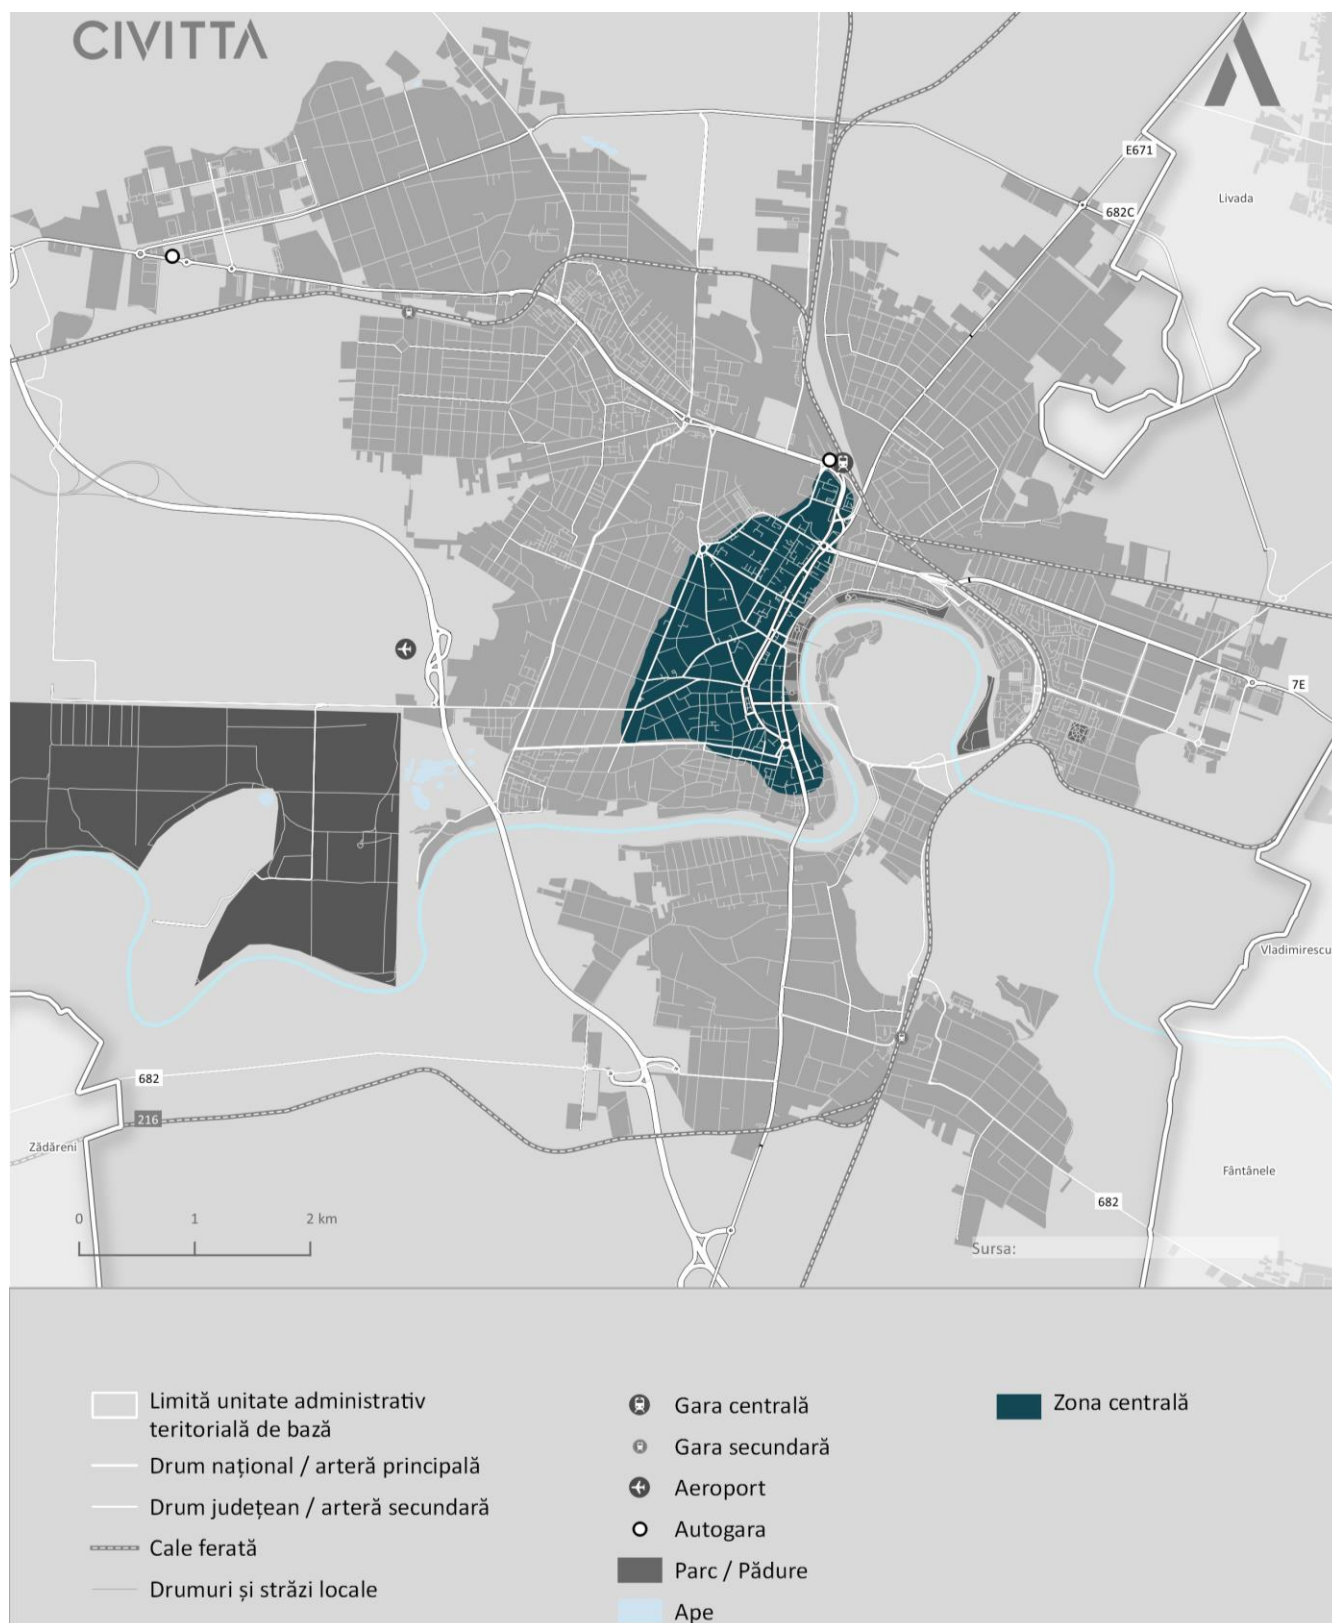 CIVITTA
E671
Livada
682C
7E
Vladimirescu
682
216
Zădăreni
Fântânele
682
0 1 2 km
Sursa:
Limită unitate administrativ
teritorială de bază
Drum național / arteră principală
Drum județean / arteră secundară
Cale ferată
Drumuri și străzi locale
Gara centrală
Gara secundară
Aeroport
Autogara
Parc / Pădure
Ape
Zona centrală